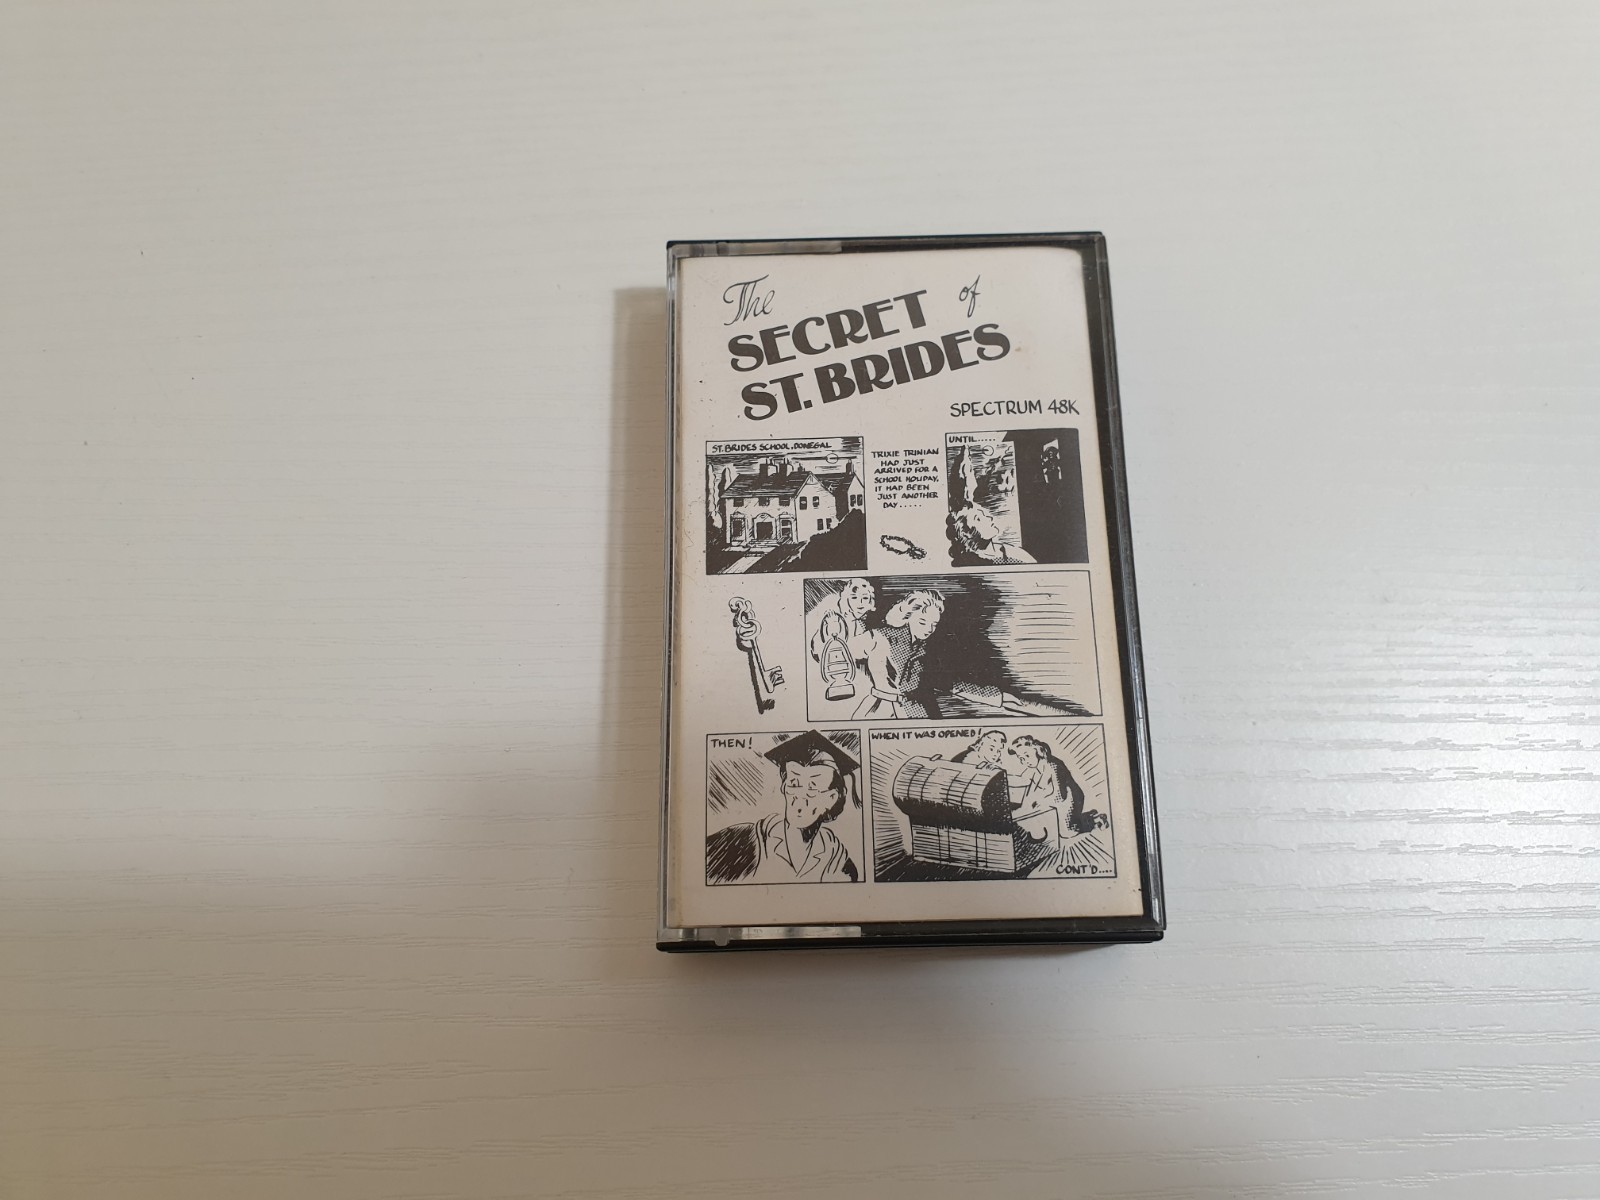 The
SECRET of
ST. BRIDES
SPECTRUM 48K
ST. BRIDES SCHOOL. DONEGAL
TRIXIE TRINIAN
HAD JUST
ARRIVED FOR A
SCHOOL HOLIDAY,
IT HAD BEEN
JUST ANOTHER
DAY.....
UNTIL.....
THEN!
WHEN IT WAS OPENED!
CONT'D....